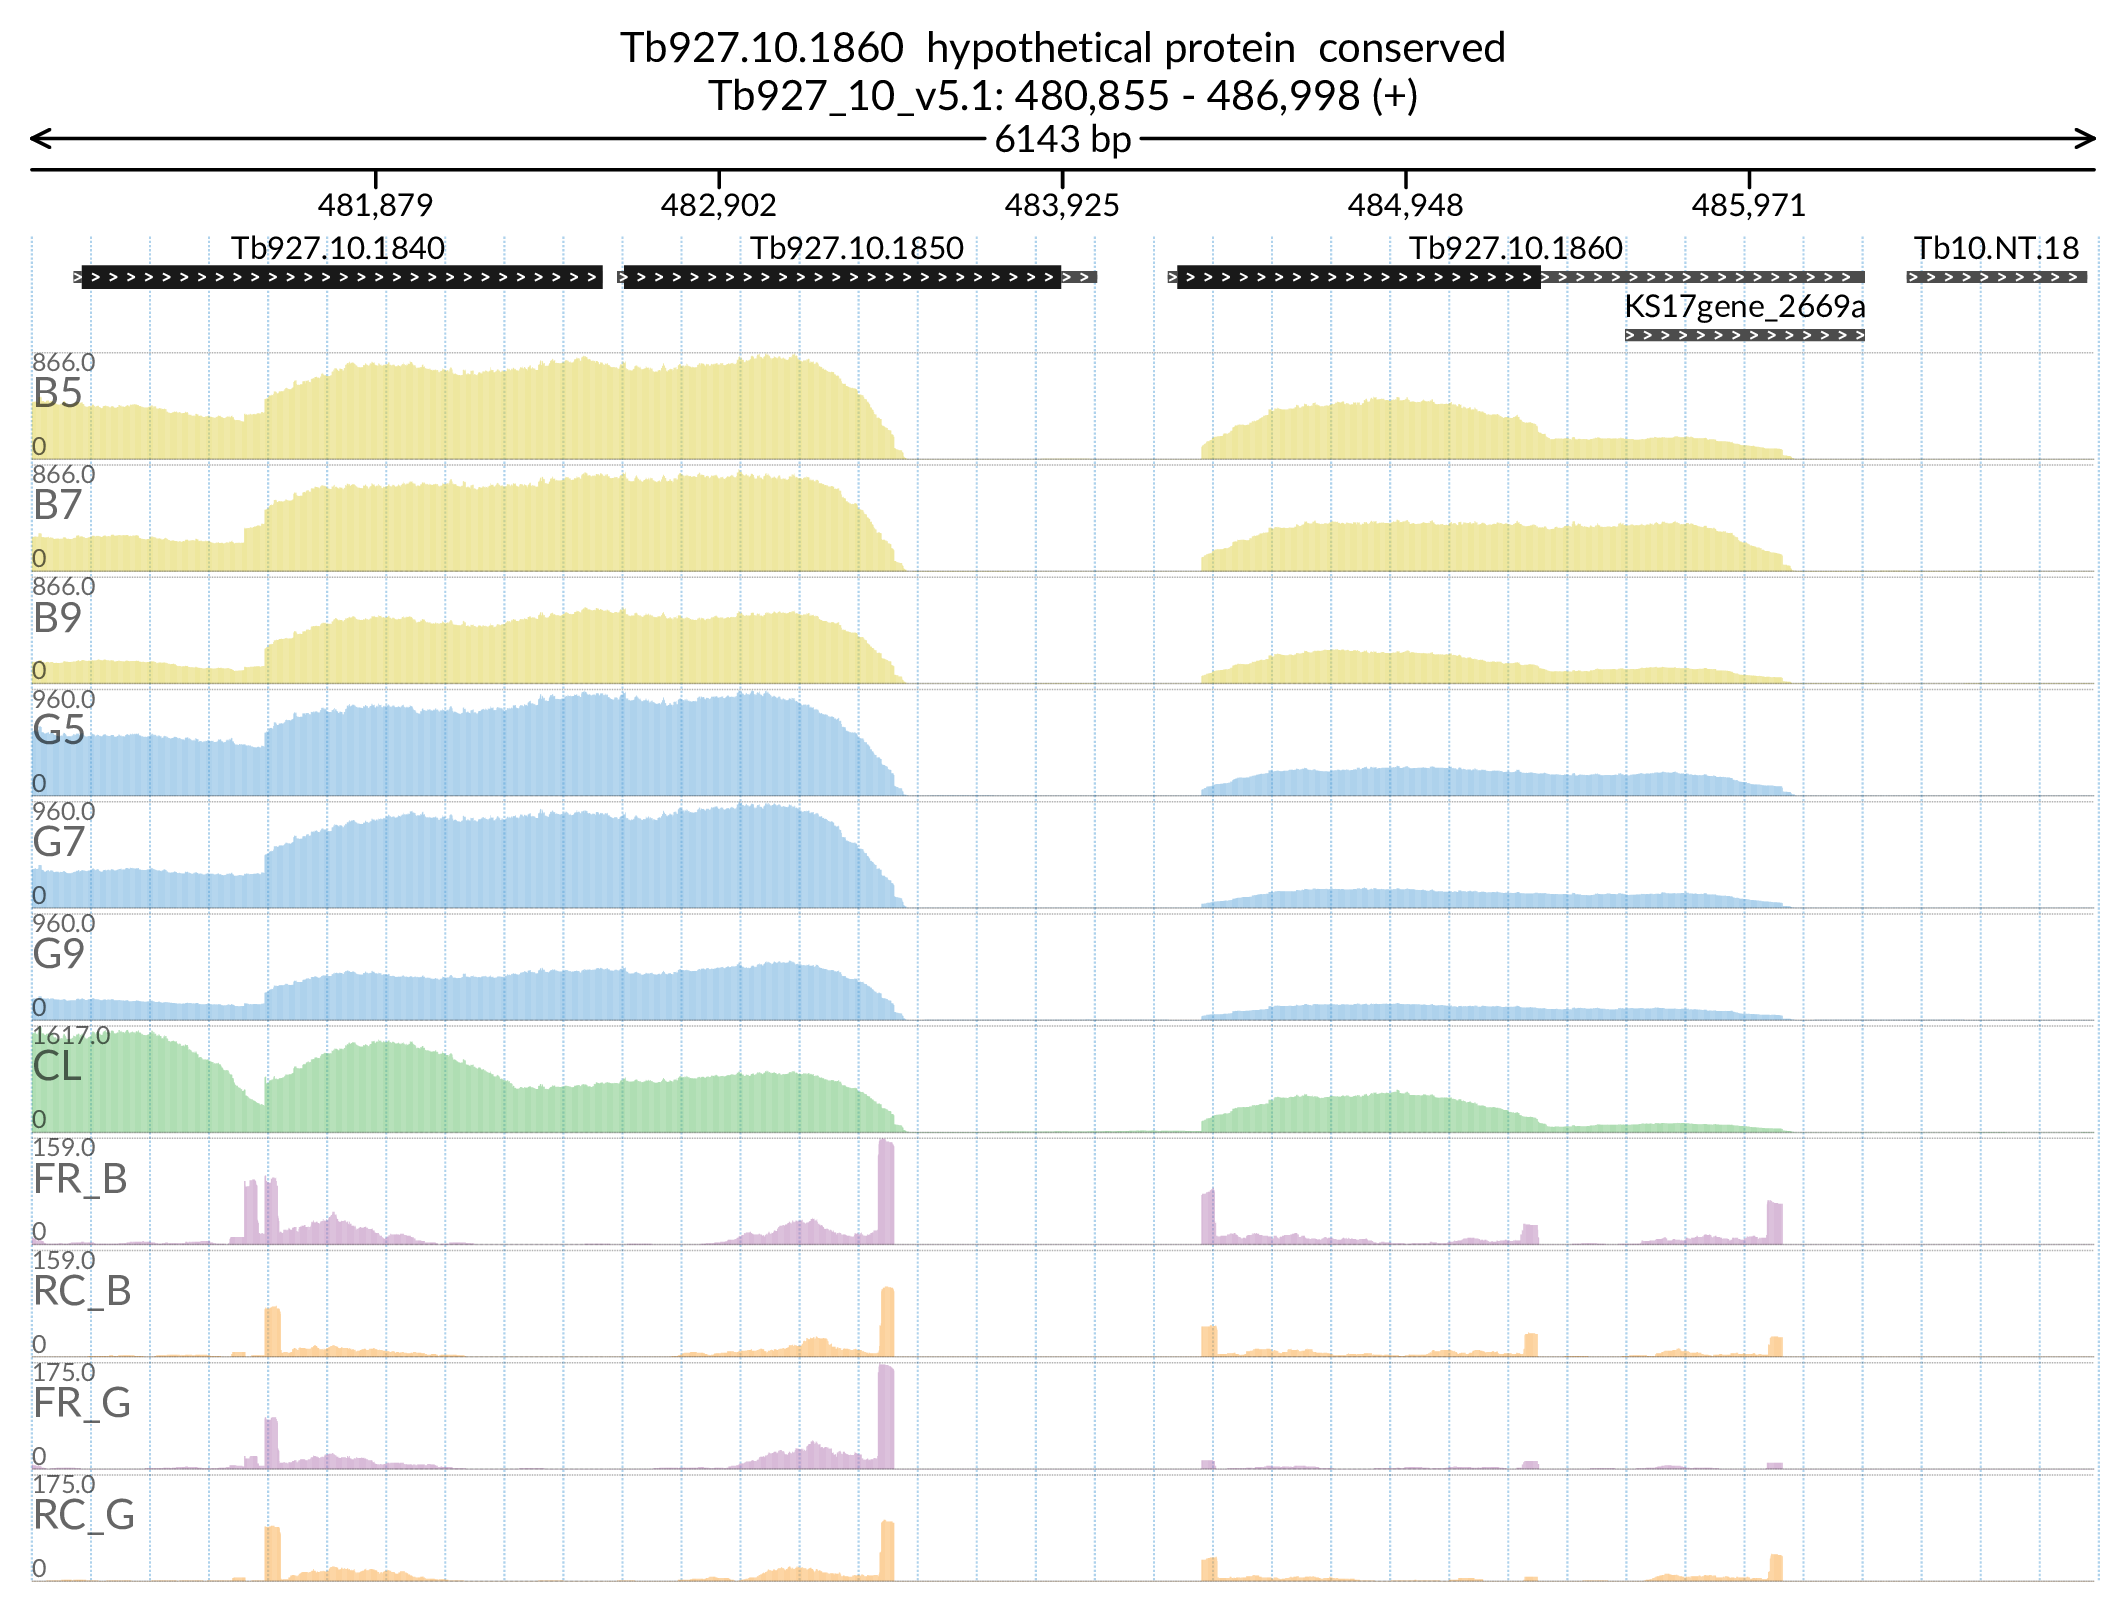 Tb927.10.1860  hypothetical protein  conserved
Tb927_10_v5.1: 480,855 - 486,998 (+)
6143 bp
481,879 482,902 483,925 484,948 485,971
Tb927.10.1840 Tb927.10.1850 Tb927.10.1860 Tb10.NT.18
KS17gene_2669a
866.0
B5
0
866.0
B7
0
866.0
B9
0
960.0
G5
0
960.0
G7
0
960.0
G9
0
1617.0
CL
0
159.0
FR_B
0
159.0
RC_B
0
175.0
FR_G
0
175.0
RC_G
0